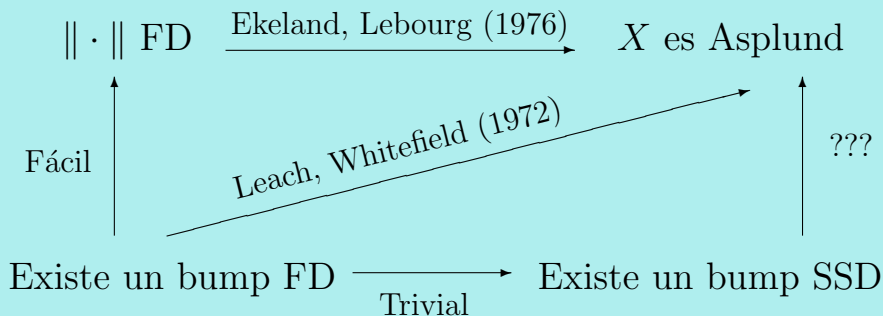 ‖ · ‖ FD
Ekeland, Lebourg (1976)
X es Asplund
Fácil
Leach, Whitefield (1972)
???
Existe un bump FD
Trivial
Existe un bump SSD